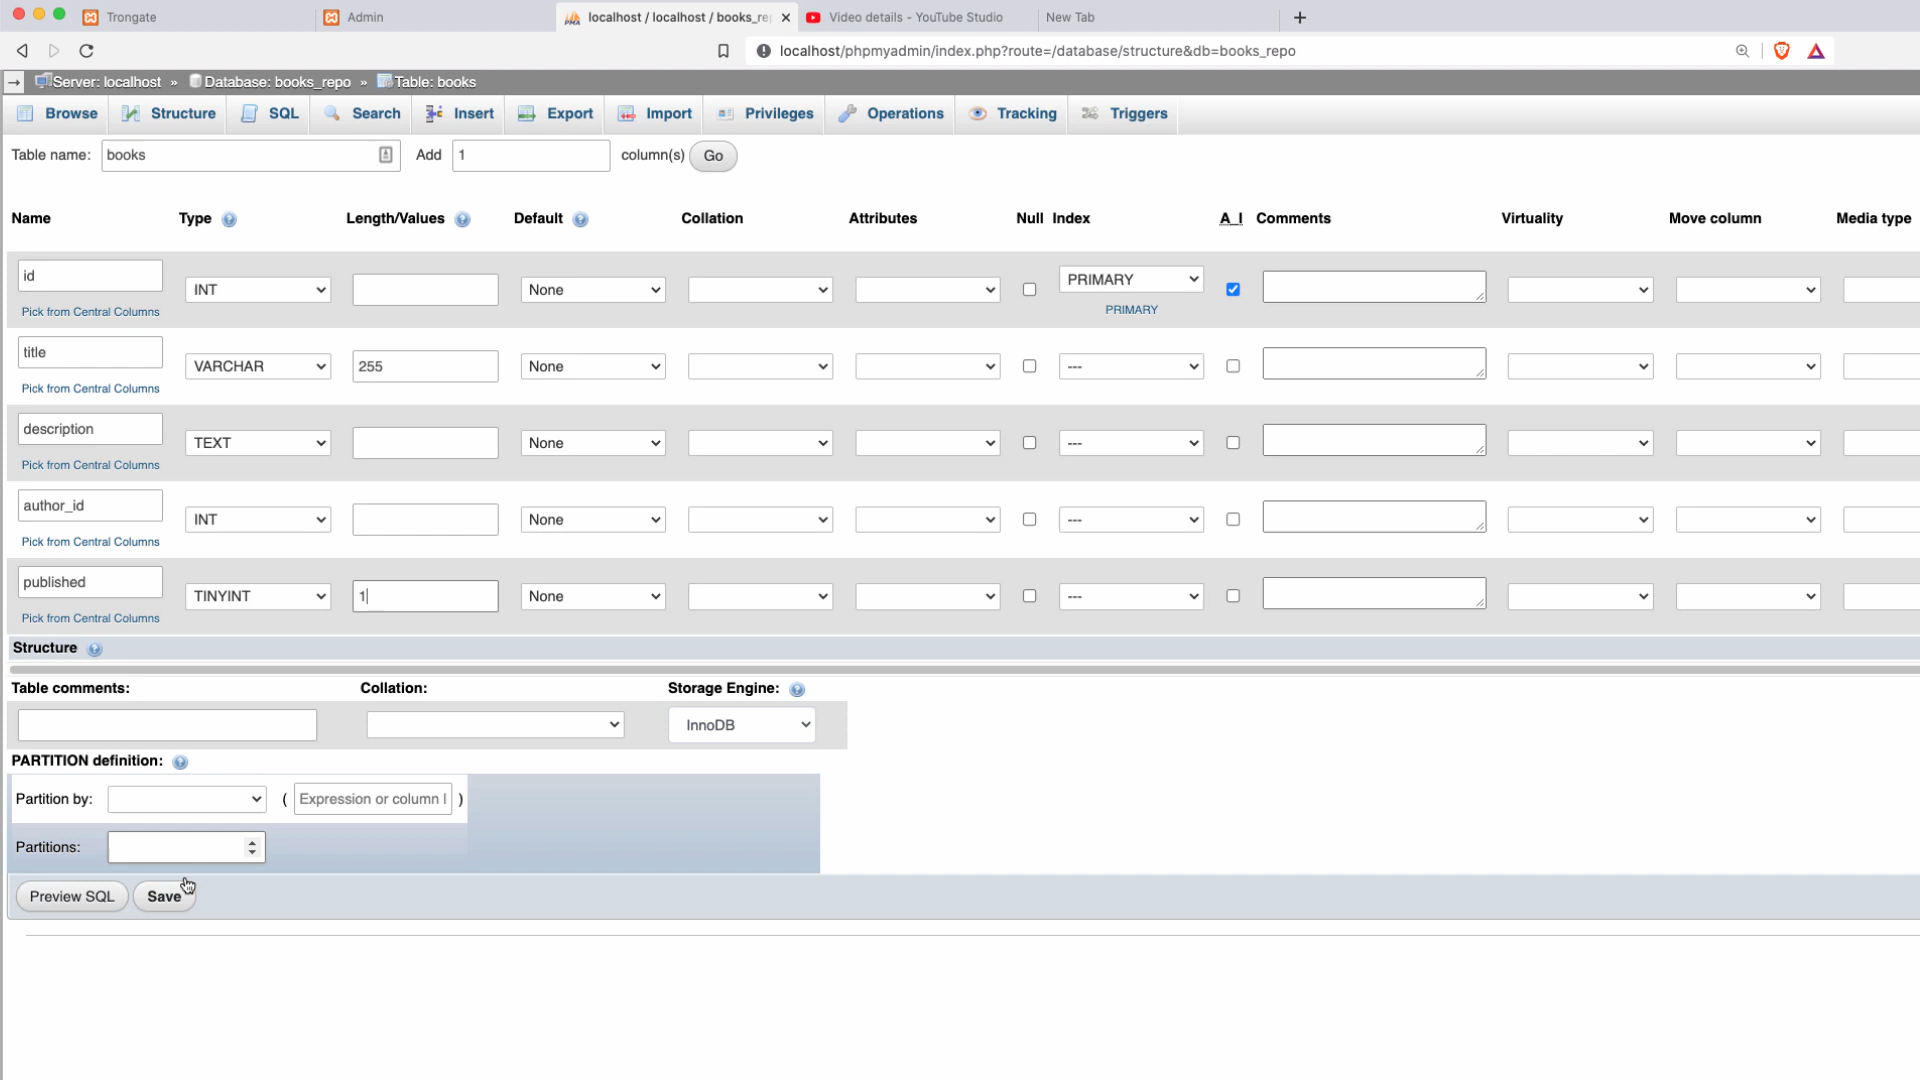 Trongate Admin localhost / localhost / books_re Video details - YouTube Studio New Tab
localhost/phpmyadmin/index.php?route=/database/structure&db=books_repo
Server: localhost » Database: books_repo » Table: books
Browse Structure SQL Search Insert Export Import Privileges Operations Tracking Triggers
Table name: books Add 1 column(s) Go
Name Type Length/Values Default Collation Attributes Null Index A_I Comments Virtuality Move column Media type
id INT None PRIMARY
Pick from Central Columns PRIMARY
title VARCHAR 255 None ---
Pick from Central Columns
description TEXT None ---
Pick from Central Columns
author_id INT None ---
Pick from Central Columns
published TINYINT 1 None ---
Pick from Central Columns
Structure
Table comments: Collation: Storage Engine:
InnoDB
PARTITION definition:
Partition by: ( Expression or column )
Partitions:
Preview SQL Save